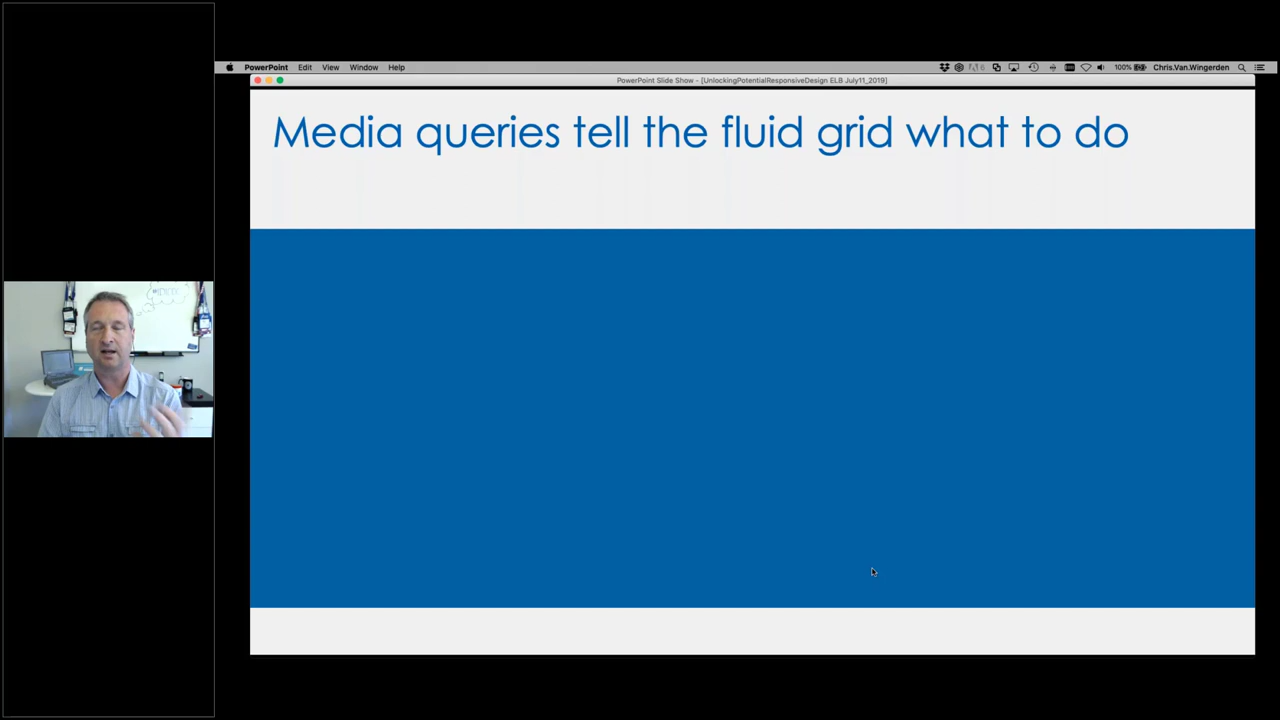 PowerPoint Edit View Window Help 100% Chris.Van.Wingerden
PowerPoint Slide Show - [UnlockingPotentialResponsiveDesign ELB July11_2019]
Media queries tell the fluid grid what to do